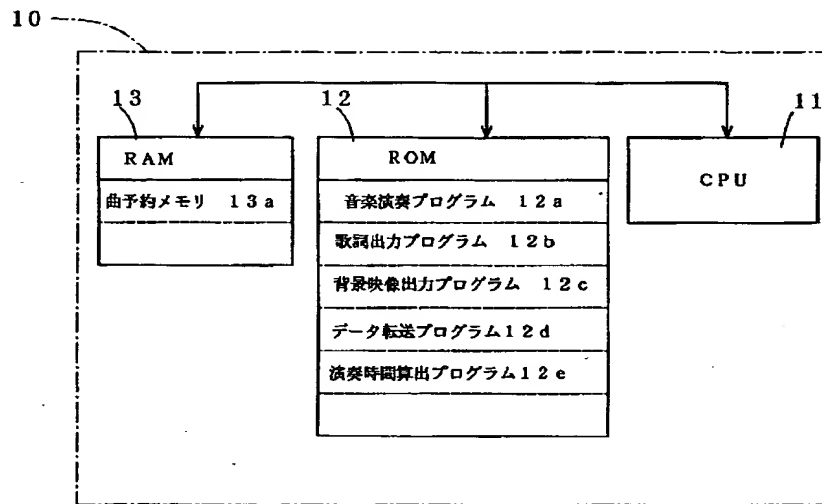 10
13
RAM
曲予約メモリ 13a
12
ROM
音楽演奏プログラム 12a
歌詞出力プログラム 12b
背景映像出力プログラム 12c
データ転送プログラム12d
演奏時間算出プログラム12e
11
CPU